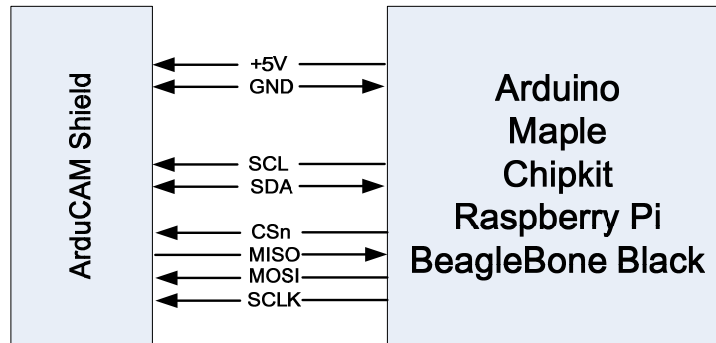 ArduCAM Shield
+5V
GND
SCL
SDA
CSn
MISO
MOSI
SCLK
Arduino
Maple
Chipkit
Raspberry Pi
BeagleBone Black